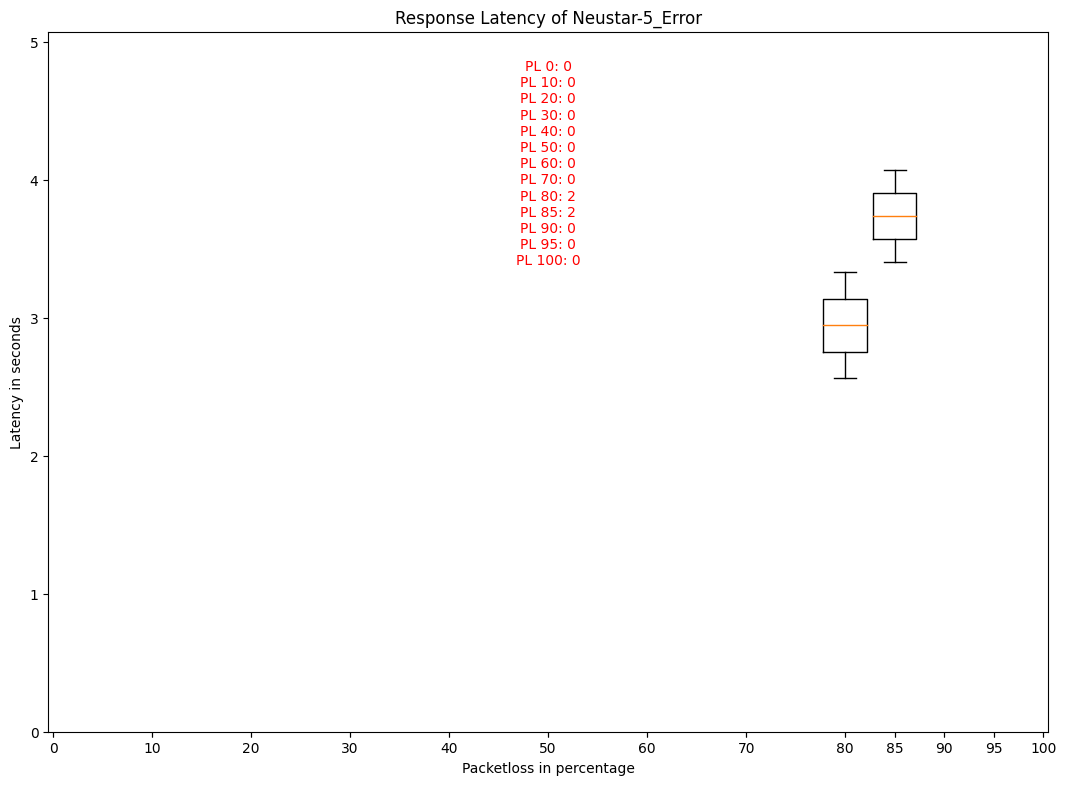 Response Latency of Neustar-5_Error
5
4
3
2
1
0
Latency in seconds
PL 0: 0
PL 10: 0
PL 20: 0
PL 30: 0
PL 40: 0
PL 50: 0
PL 60: 0
PL 70: 0
PL 80: 2
PL 85: 2
PL 90: 0
PL 95: 0
PL 100: 0
0 10 20 30 40 50 60 70 80 85 90 95 100
Packetloss in percentage